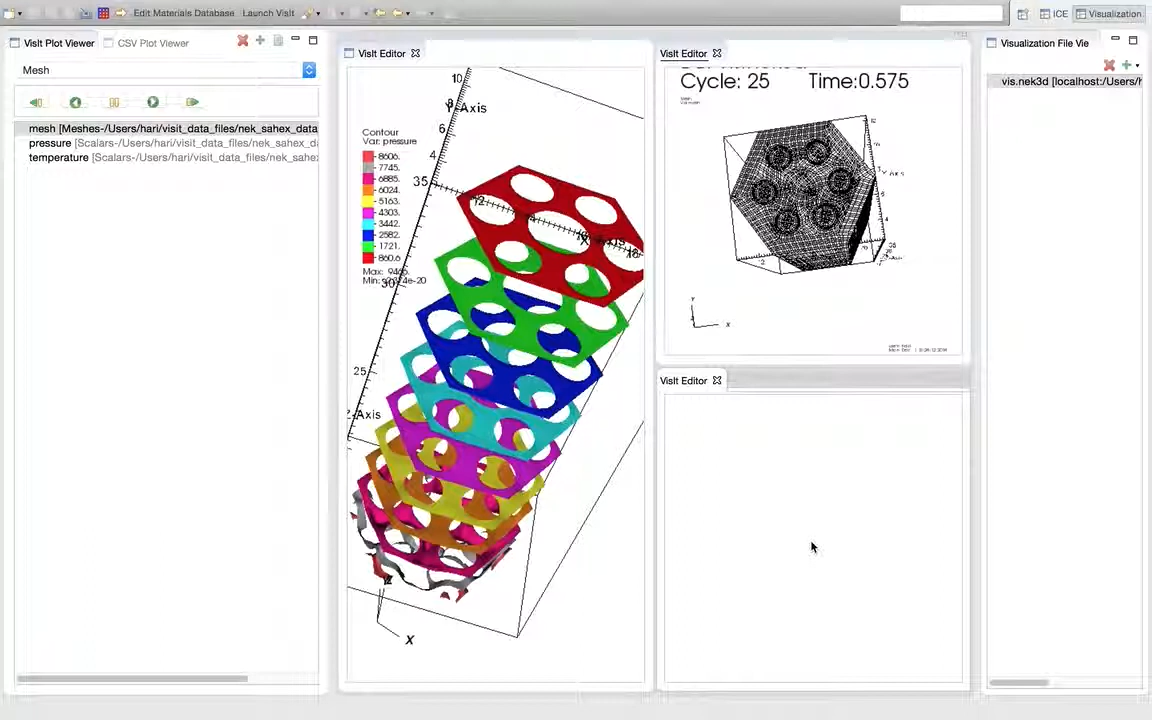 Edit Materials Database Launch VisIt
ICE Visualization
VisIt Plot Viewer CSV Plot Viewer
Mesh
mesh [Meshes-/Users/hari/visit_data_files/nek_sahex_data
pressure [Scalars-/Users/hari/visit_data_files/nek_sahex
temperature [Scalars-/Users/hari/visit_data_files/nek_sahe
VisIt Editor
10
Y-Axis
6
4
35
Contour
Var: pressure
8606.
7745.
6885.
6024.
5163.
4303.
3442.
2582.
1721.
860.6
30
25
X
VisIt Editor
Cycle: 25 Time:0.575
X
VisIt Editor
Visualization File Vie
vis.nek3d [localhost:/Users/h